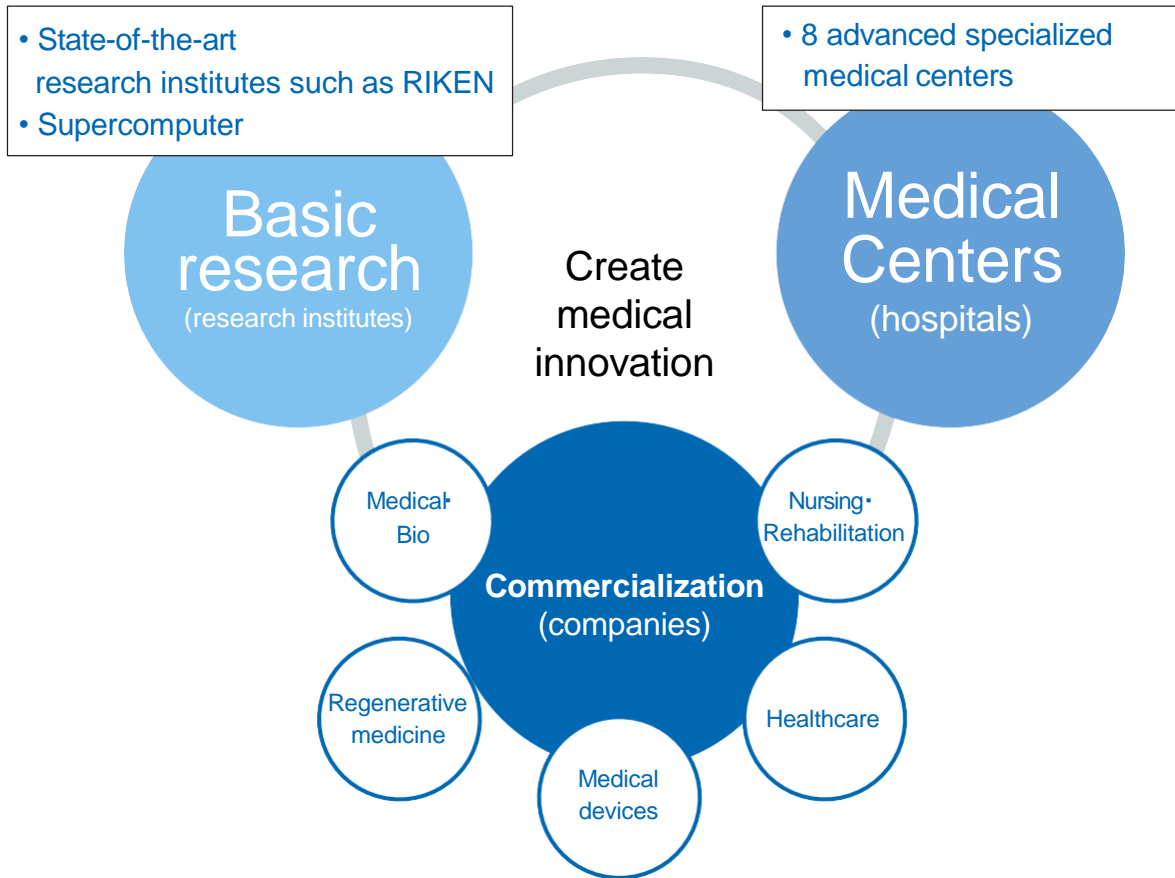 • State-of-the-art
research institutes such as RIKEN
• Supercomputer
• 8 advanced specialized
medical centers
Basic
research
(research institutes)
Medical
Centers
(hospitals)
Create
medical
innovation
Medical・
Bio
Nursing・
Rehabilitation
Commercialization
(companies)
Regenerative
medicine
Healthcare
Medical
devices